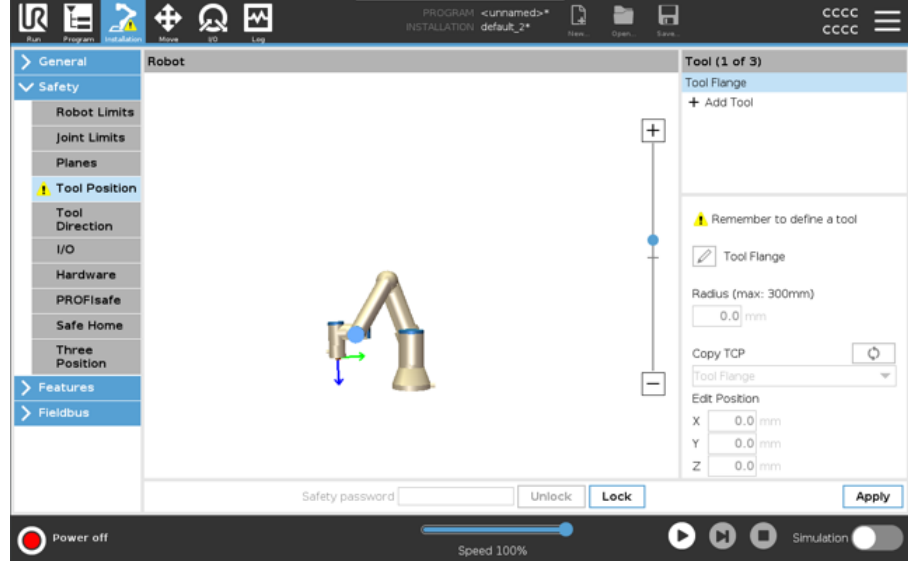 UR
PROGRAM <unnamed>*
INSTALLATION default_2*
cccc
cccc
Run
Program
Installation
Move
I/O
Log
New...
Open...
Save...
General
Safety
Robot Limits
Joint Limits
Planes
Tool Position
Tool
Direction
I/O
Hardware
PROFIsafe
Safe Home
Three
Position
Features
Fieldbus
Robot
Tool (1 of 3)
Tool Flange
+ Add Tool
Remember to define a tool
Tool Flange
Radius (max: 300mm)
0.0 mm
Copy TCP
Tool Flange
Edit Position
X 0.0 mm
Y 0.0 mm
Z 0.0 mm
Safety password
Unlock
Lock
Apply
Power off
Speed 100%
Simulation